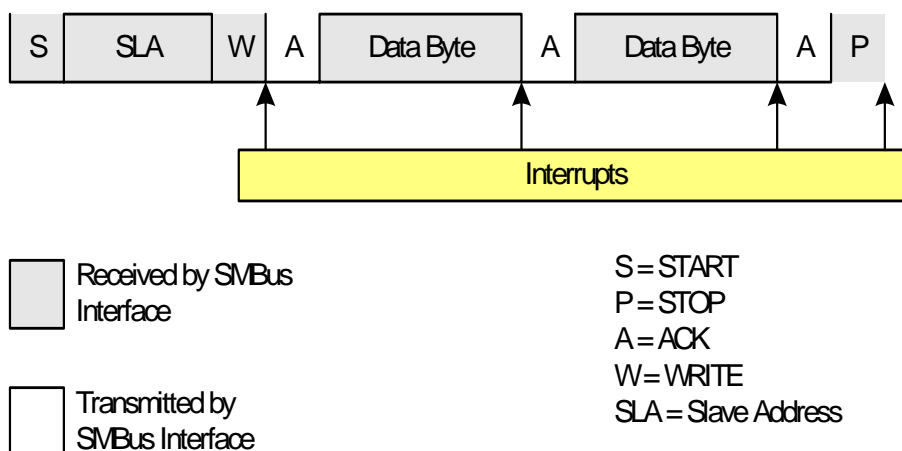 S SLA W A Data Byte A Data Byte A P
Interrupts
Received by SMBus
Interface
Transmitted by
SMBus Interface
S = START
P = STOP
A = ACK
W = WRITE
SLA = Slave Address